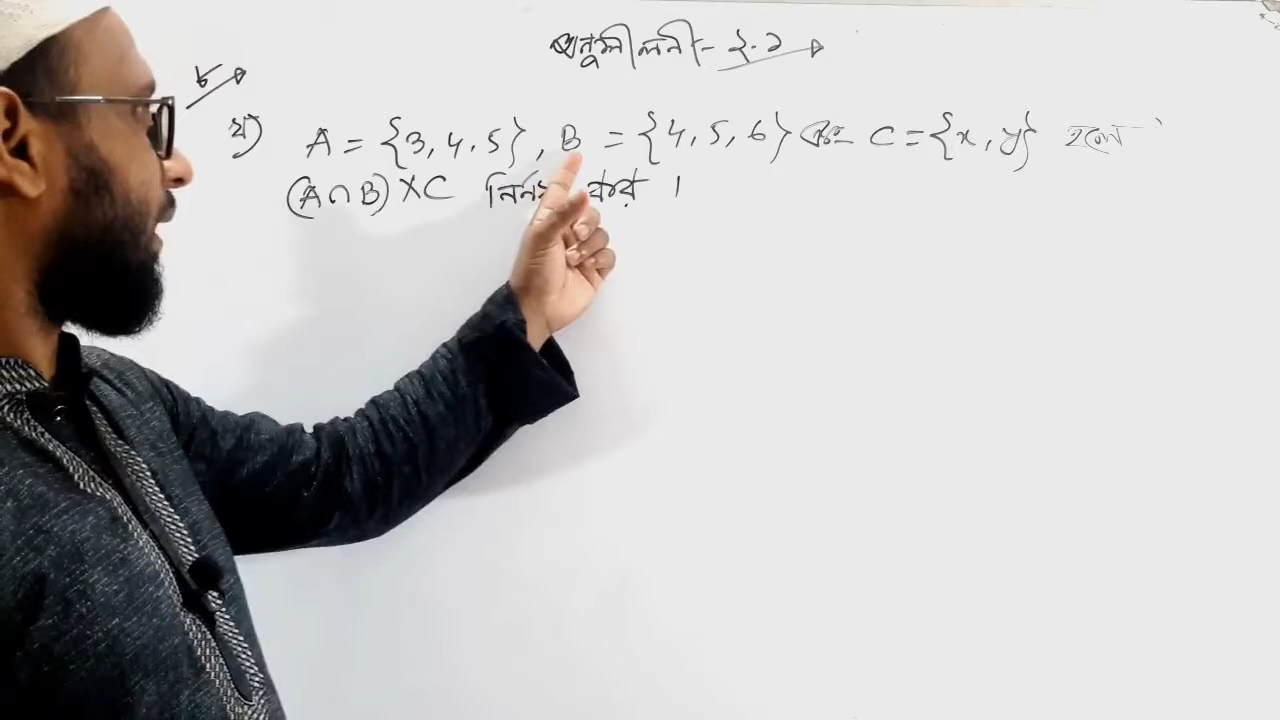 অনুশীলনী - ২.১
৮
খ) A = {3, 4, 5}, B = {4, 5, 6} এবং C = {x, y} হলে
(A∩B) × C নির্ণয় কর ।